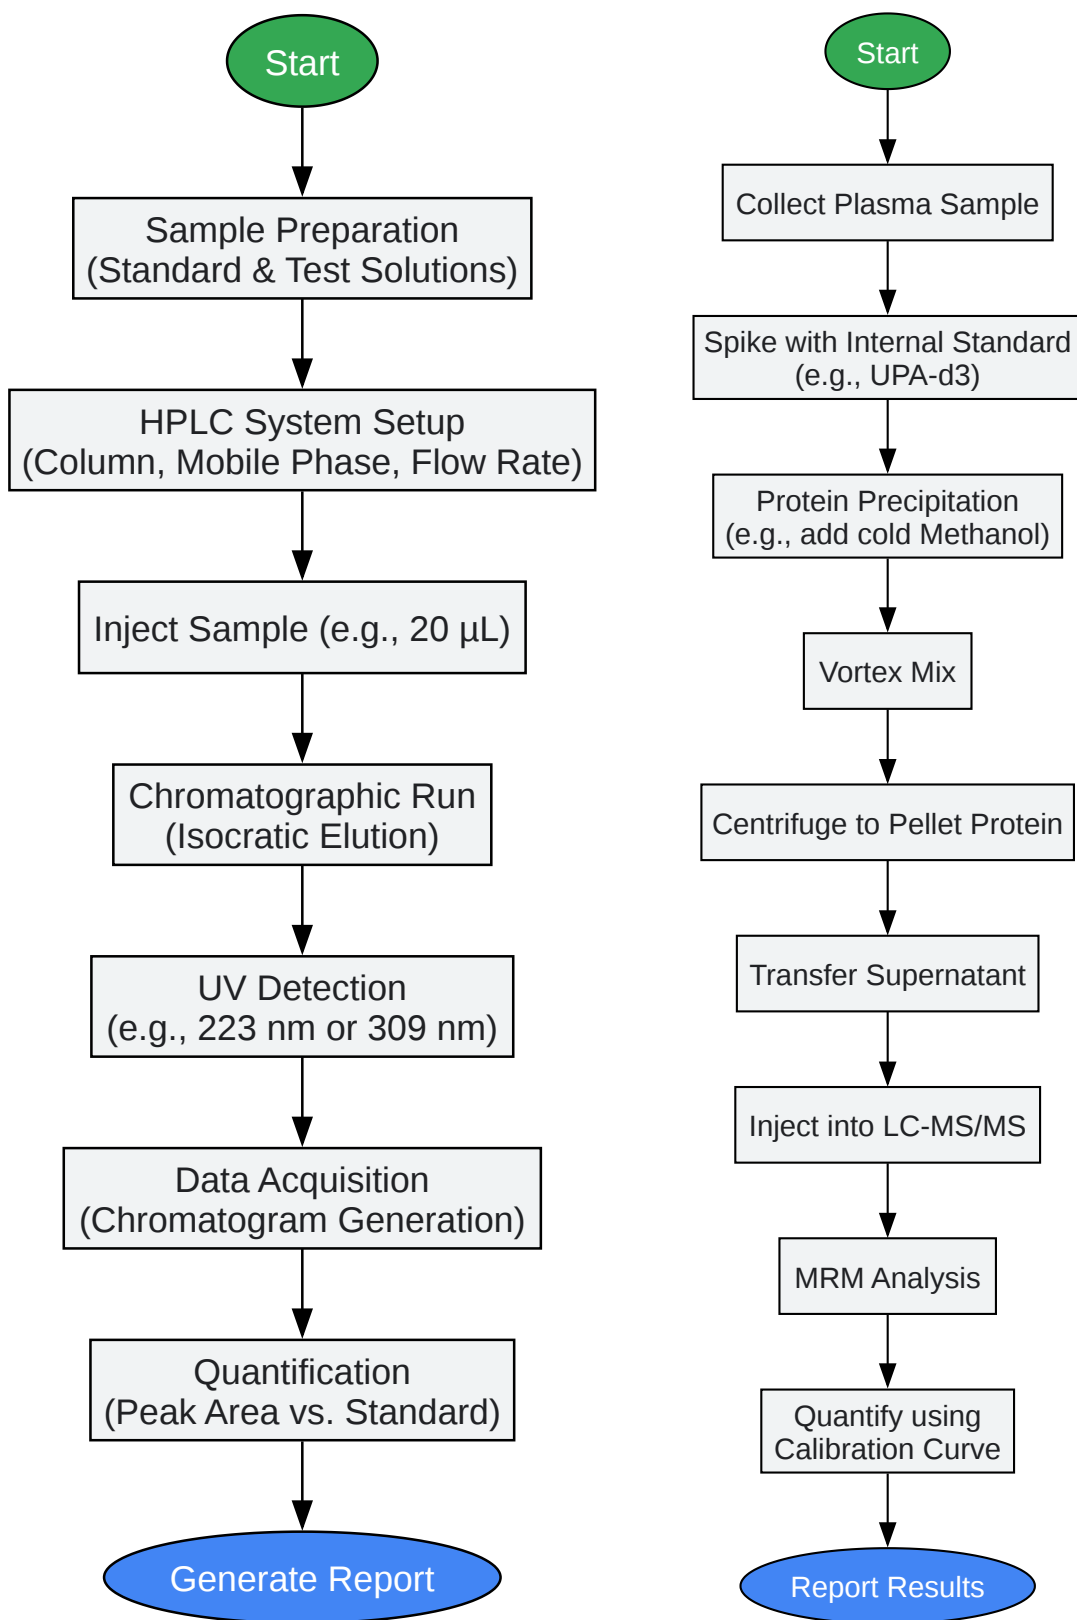 Start
Sample Preparation
(Standard & Test Solutions)
HPLC System Setup
(Column, Mobile Phase, Flow Rate)
Inject Sample (e.g., 20 µL)
Chromatographic Run
(Isocratic Elution)
UV Detection
(e.g., 223 nm or 309 nm)
Data Acquisition
(Chromatogram Generation)
Quantification
(Peak Area vs. Standard)
Generate Report
Start
Collect Plasma Sample
Spike with Internal Standard
(e.g., UPA-d3)
Protein Precipitation
(e.g., add cold Methanol)
Vortex Mix
Centrifuge to Pellet Protein
Transfer Supernatant
Inject into LC-MS/MS
MRM Analysis
Quantify using
Calibration Curve
Report Results